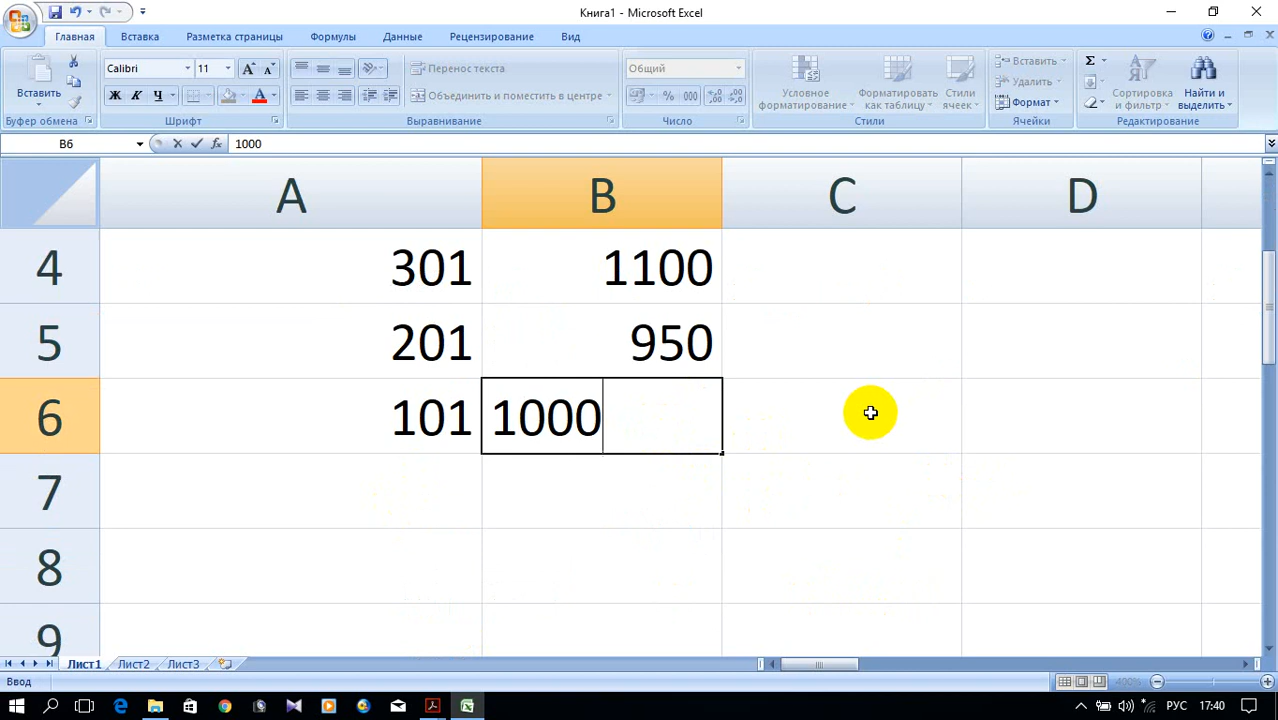 Книга1 - Microsoft Excel
Главная Вставка Разметка страницы Формулы Данные Рецензирование Вид
Calibri 11 Перенос текста Общий Вставить Σ
Вставить Удалить
Ж К Ч Объединить и поместить в центре % 000 Условное форматирование Форматировать как таблицу Стили ячеек Формат Сортировка и фильтр Найти и выделить
Буфер обмена Шрифт Выравнивание Число Стили Ячейки Редактирование
B6 fx 1000
A B C D
4 301 1100
5 201 950
6 101 1000
7
8
9
Лист1 Лист2 Лист3
Ввод 400%
РУС 17:40